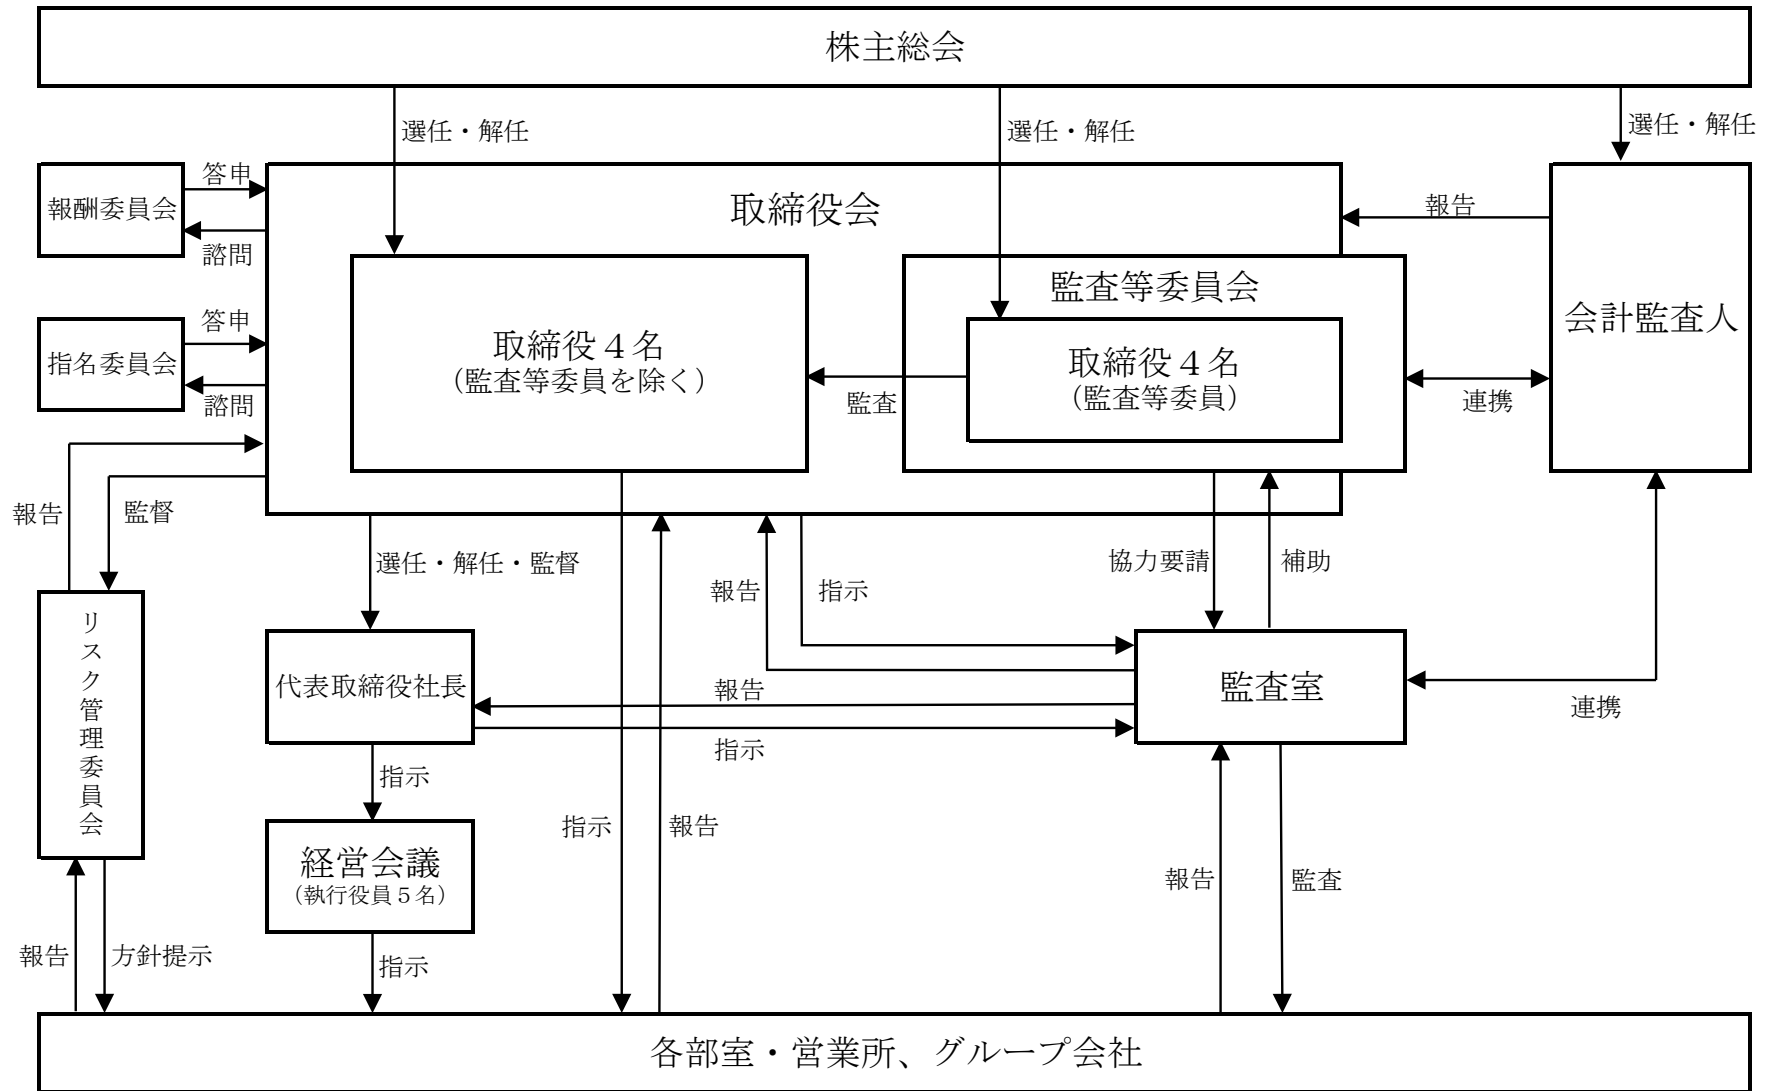 株主総会
選任・解任
選任・解任
選任・解任
報酬委員会
答申
諮問
取締役会
報告
会計監査人
指名委員会
答申
諮問
取締役４名
（監査等委員を除く）
監査等委員会
取締役４名
（監査等委員）
監査
連携
報告
監督
選任・解任・監督
報告
指示
協力要請
補助
リスク管理委員会
代表取締役社長
報告
指示
監査室
連携
指示
経営会議
（執行役員５名）
指示
報告
報告
監査
報告
方針提示
指示
各部室・営業所、グループ会社